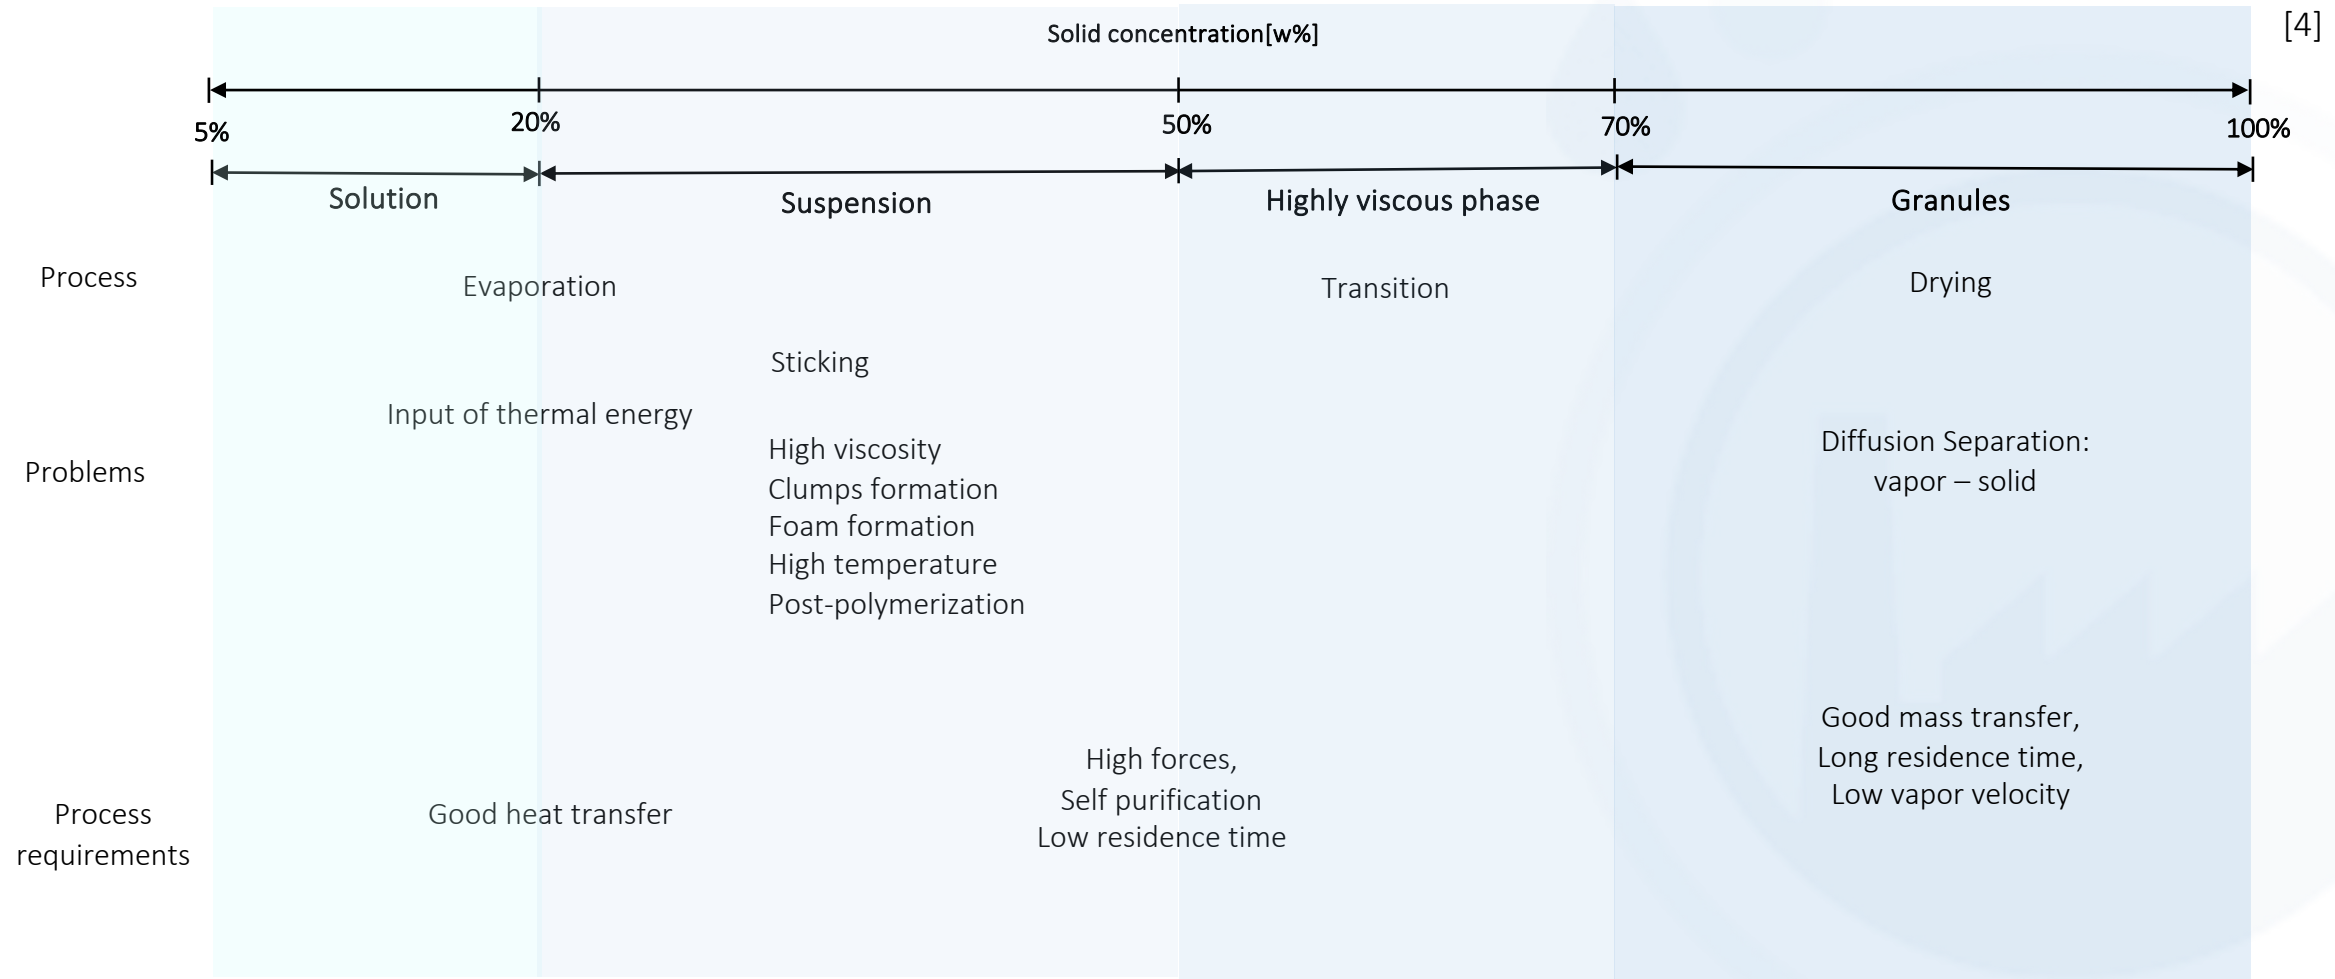 [4]
Solid concentration[w%]
5%
20%
50%
70%
100%
Solution
Suspension
Highly viscous phase
Granules
Process
Evaporation
Transition
Drying
Problems
Sticking
Input of thermal energy
High viscosity
Clumps formation
Foam formation
High temperature
Post-polymerization
Diffusion Separation:
vapor – solid
Process
requirements
Good heat transfer
High forces,
Self purification
Low residence time
Good mass transfer,
Long residence time,
Low vapor velocity